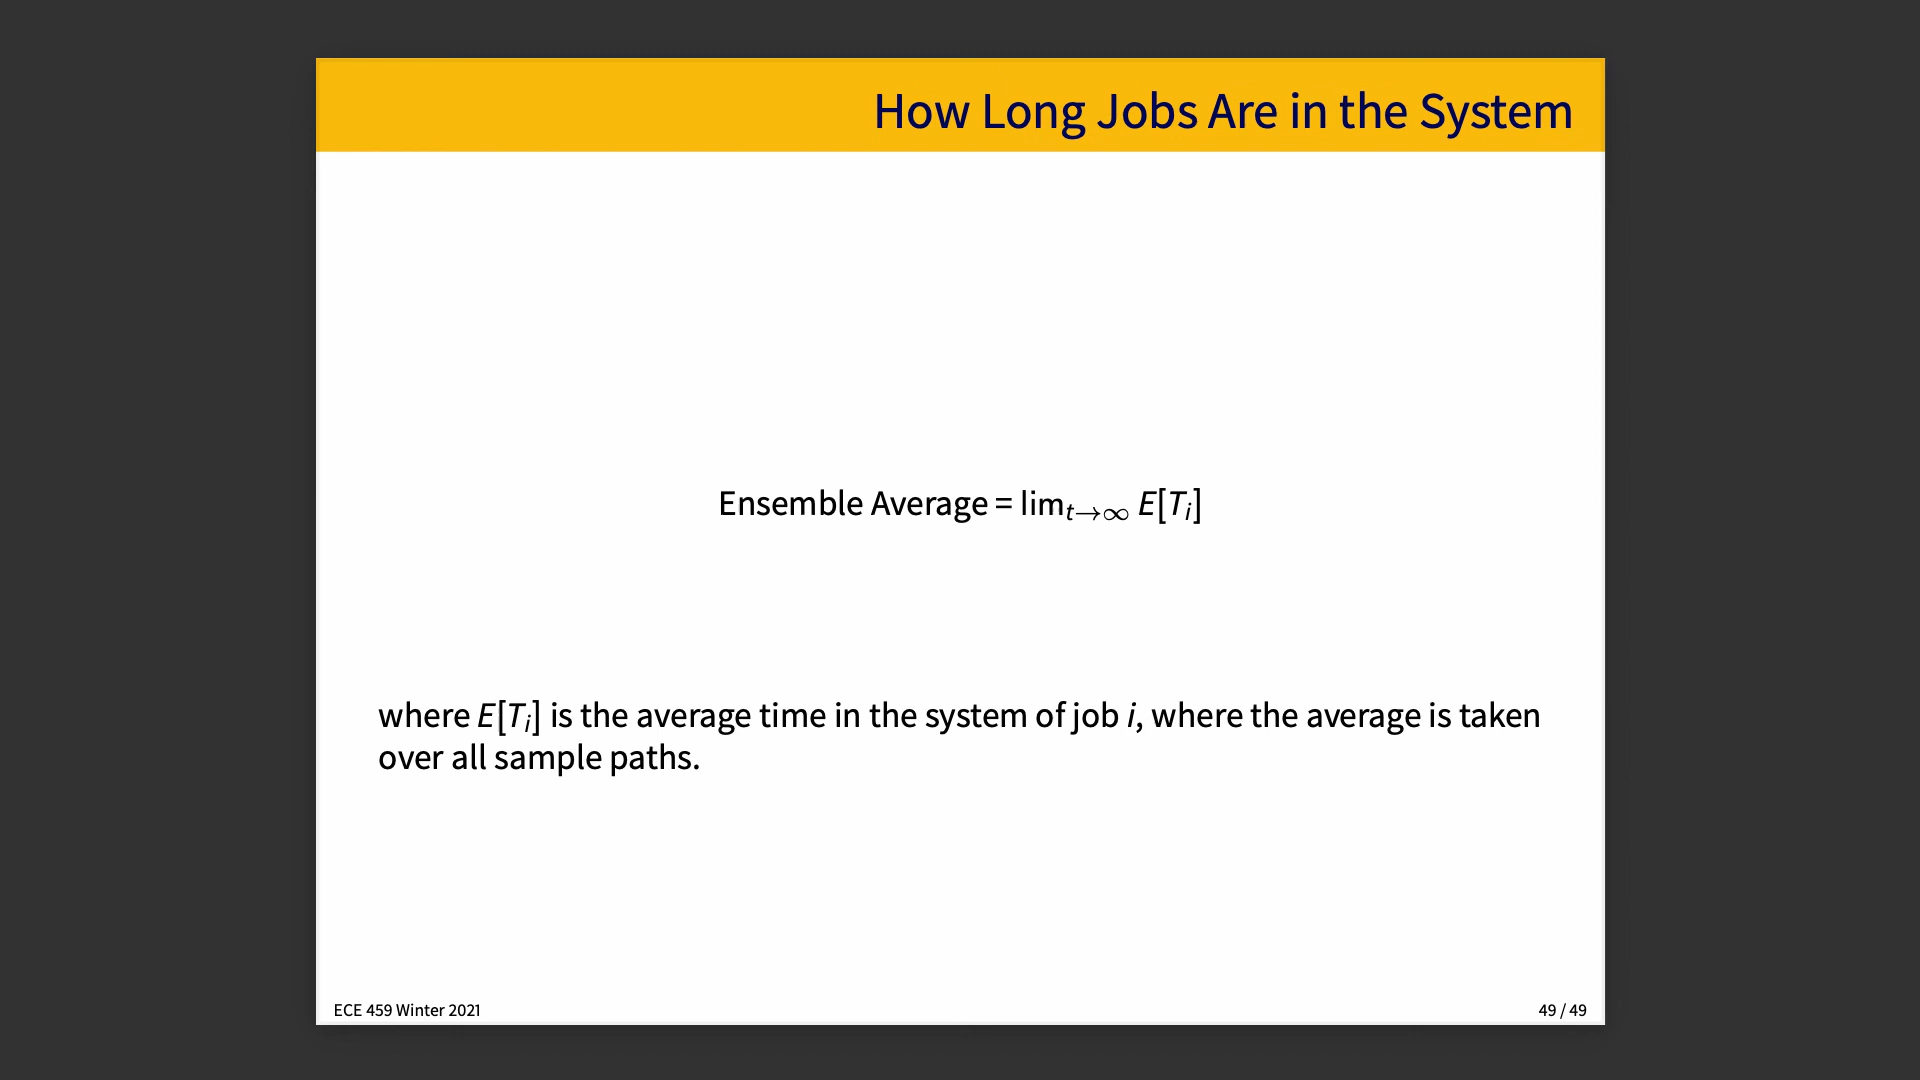 How Long Jobs Are in the System
Ensemble Average = lim_{t→∞} E[T_i]
where E[T_i] is the average time in the system of job i, where the average is taken
over all sample paths.
ECE 459 Winter 2021
49 / 49